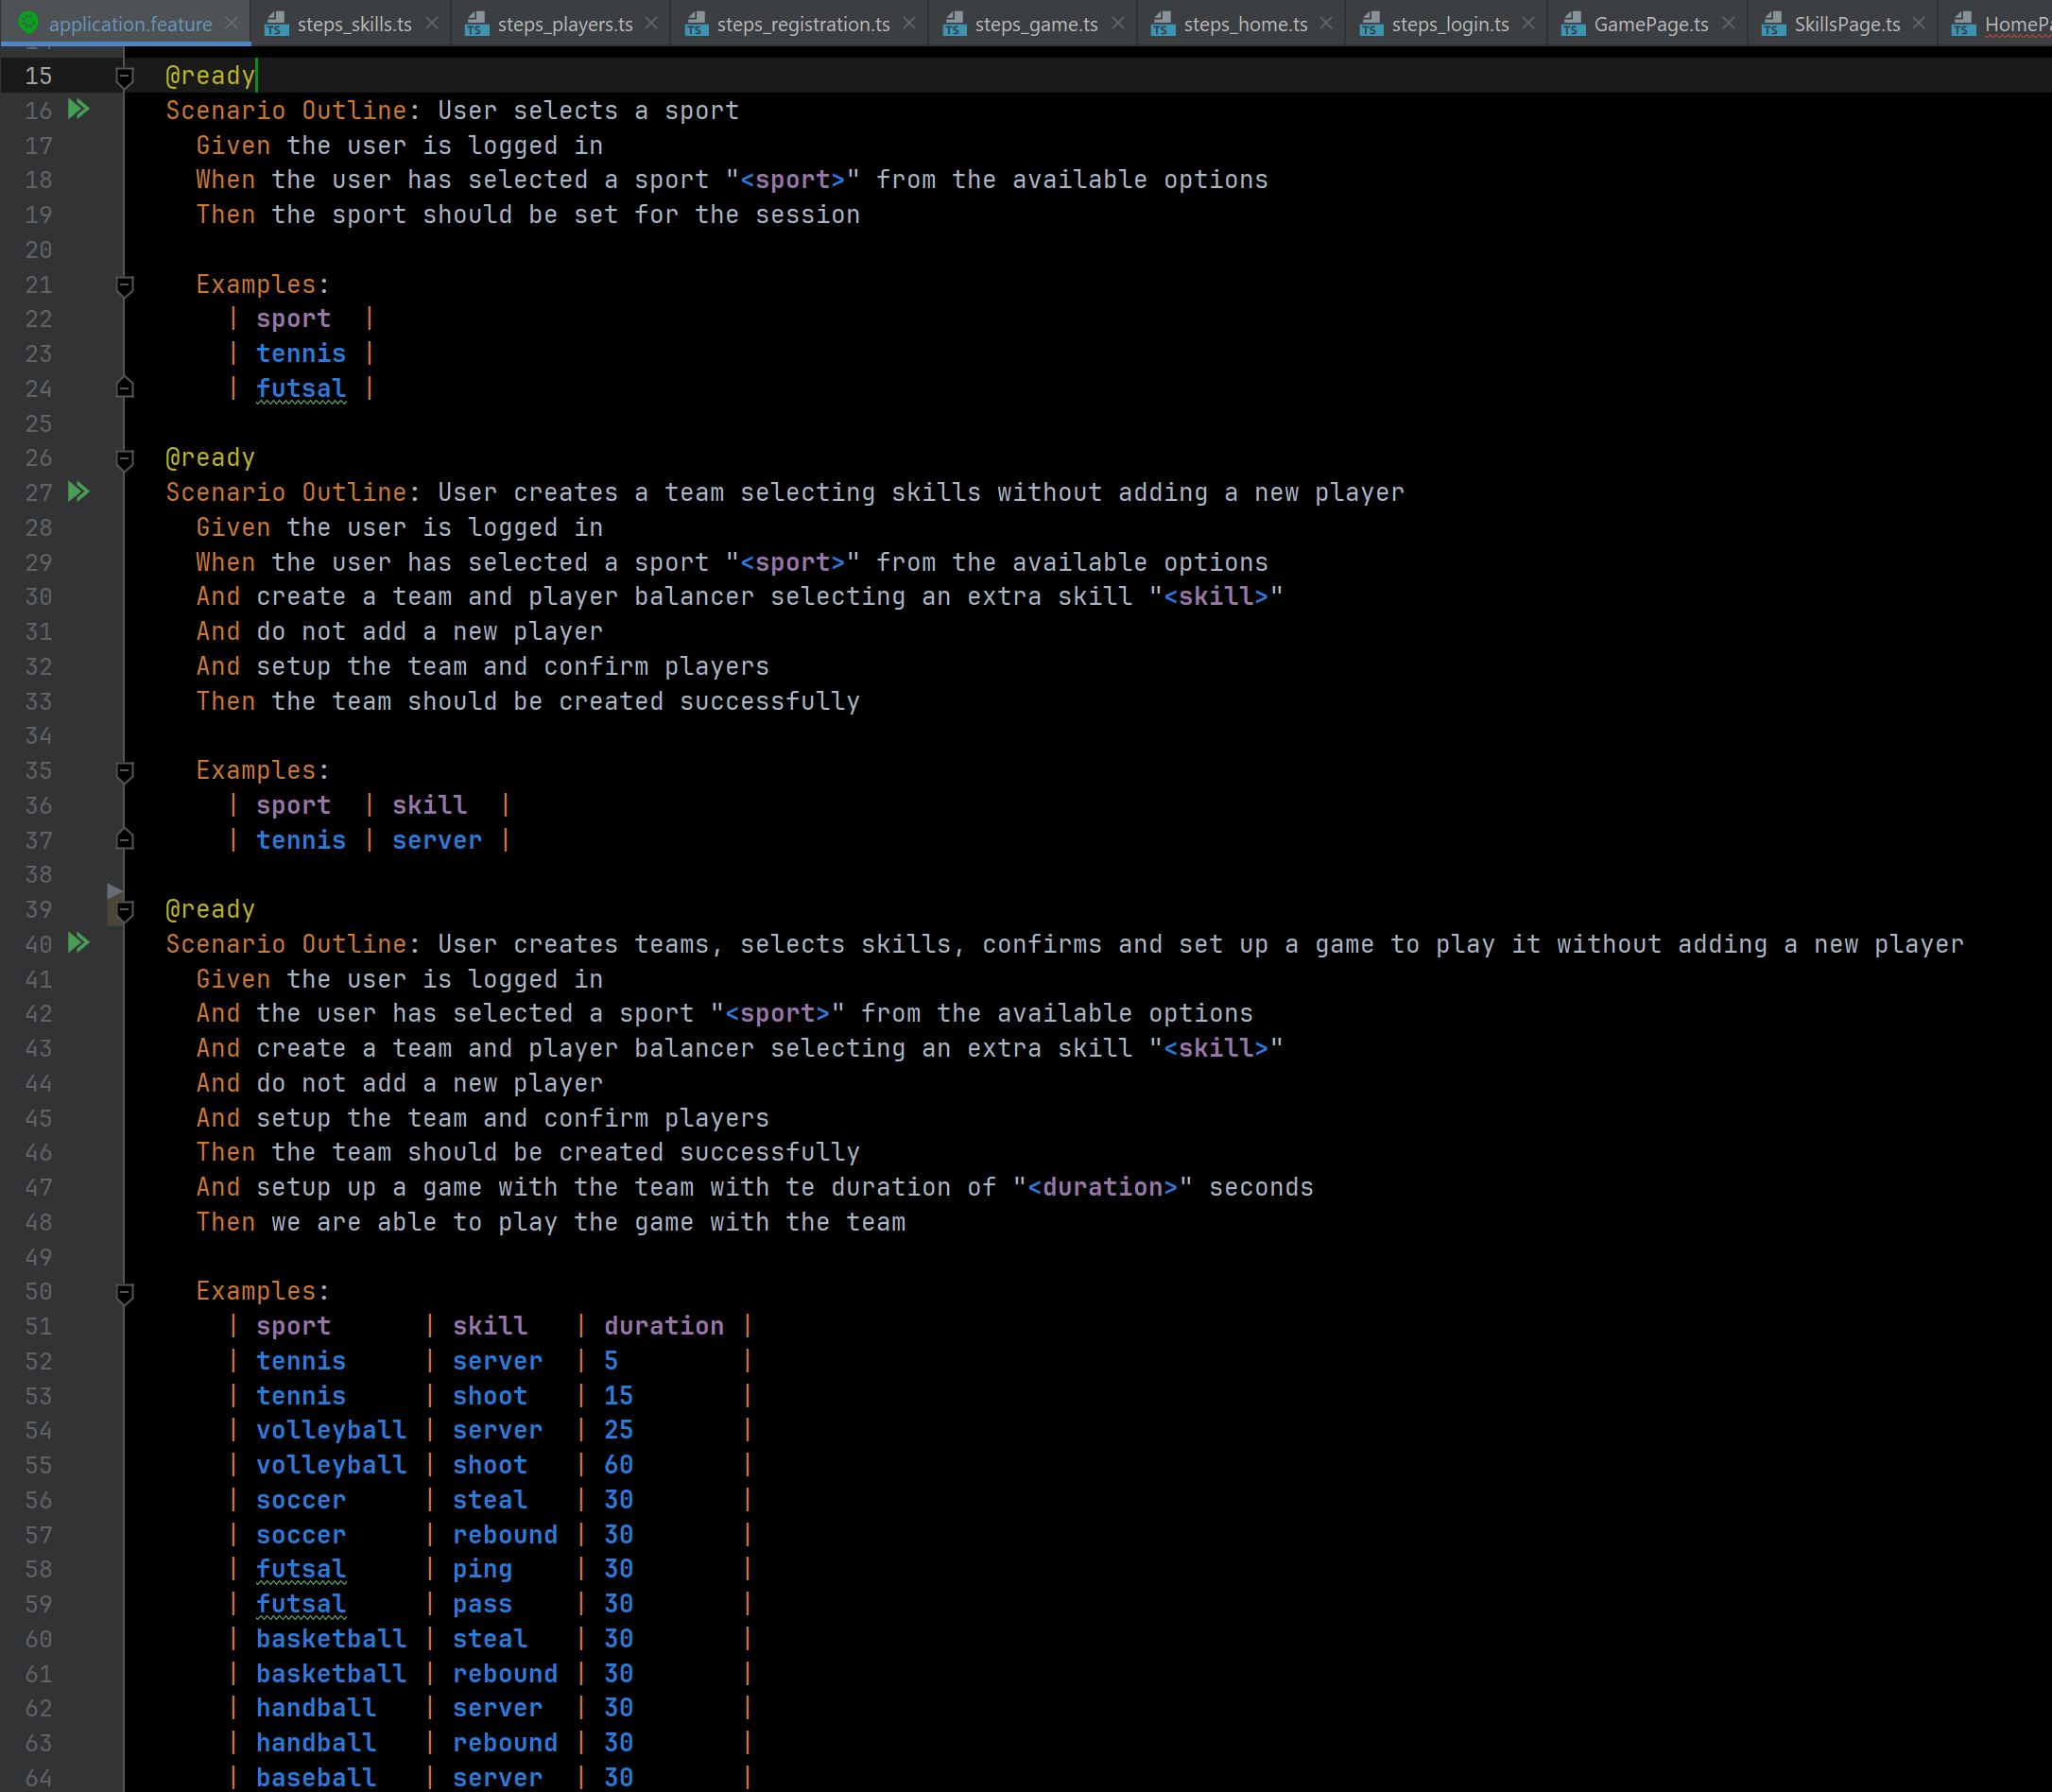 application.feature steps_skills.ts steps_players.ts steps_registration.ts steps_game.ts steps_home.ts steps_login.ts GamePage.ts SkillsPage.ts HomePa
15 @ready
16 Scenario Outline: User selects a sport
17 Given the user is logged in
18 When the user has selected a sport "<sport>" from the available options
19 Then the sport should be set for the session
20
21 Examples:
22 | sport |
23 | tennis |
24 | futsal |
25
26 @ready
27 Scenario Outline: User creates a team selecting skills without adding a new player
28 Given the user is logged in
29 When the user has selected a sport "<sport>" from the available options
30 And create a team and player balancer selecting an extra skill "<skill>"
31 And do not add a new player
32 And setup the team and confirm players
33 Then the team should be created successfully
34
35 Examples:
36 | sport | skill |
37 | tennis | server |
38
39 @ready
40 Scenario Outline: User creates teams, selects skills, confirms and set up a game to play it without adding a new player
41 Given the user is logged in
42 And the user has selected a sport "<sport>" from the available options
43 And create a team and player balancer selecting an extra skill "<skill>"
44 And do not add a new player
45 And setup the team and confirm players
46 Then the team should be created successfully
47 And setup up a game with the team with te duration of "<duration>" seconds
48 Then we are able to play the game with the team
49
50 Examples:
51 | sport | skill | duration |
52 | tennis | server | 5 |
53 | tennis | shoot | 15 |
54 | volleyball | server | 25 |
55 | volleyball | shoot | 60 |
56 | soccer | steal | 30 |
57 | soccer | rebound | 30 |
58 | futsal | ping | 30 |
59 | futsal | pass | 30 |
60 | basketball | steal | 30 |
61 | basketball | rebound | 30 |
62 | handball | server | 30 |
63 | handball | rebound | 30 |
64 | baseball | server | 30 |